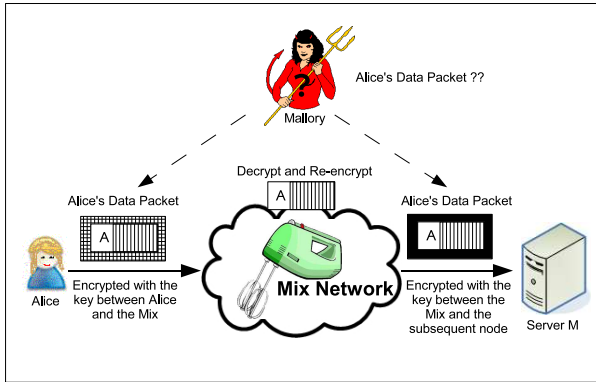 Alice's Data Packet ??
?
Mallory
Decrypt and Re-encrypt
A
Alice's Data Packet
A
Alice's Data Packet
A
Mix Network
Alice
Encrypted with the
key between Alice
and the Mix
Encrypted with the
key between the
Mix and the
subsequent node
Server M